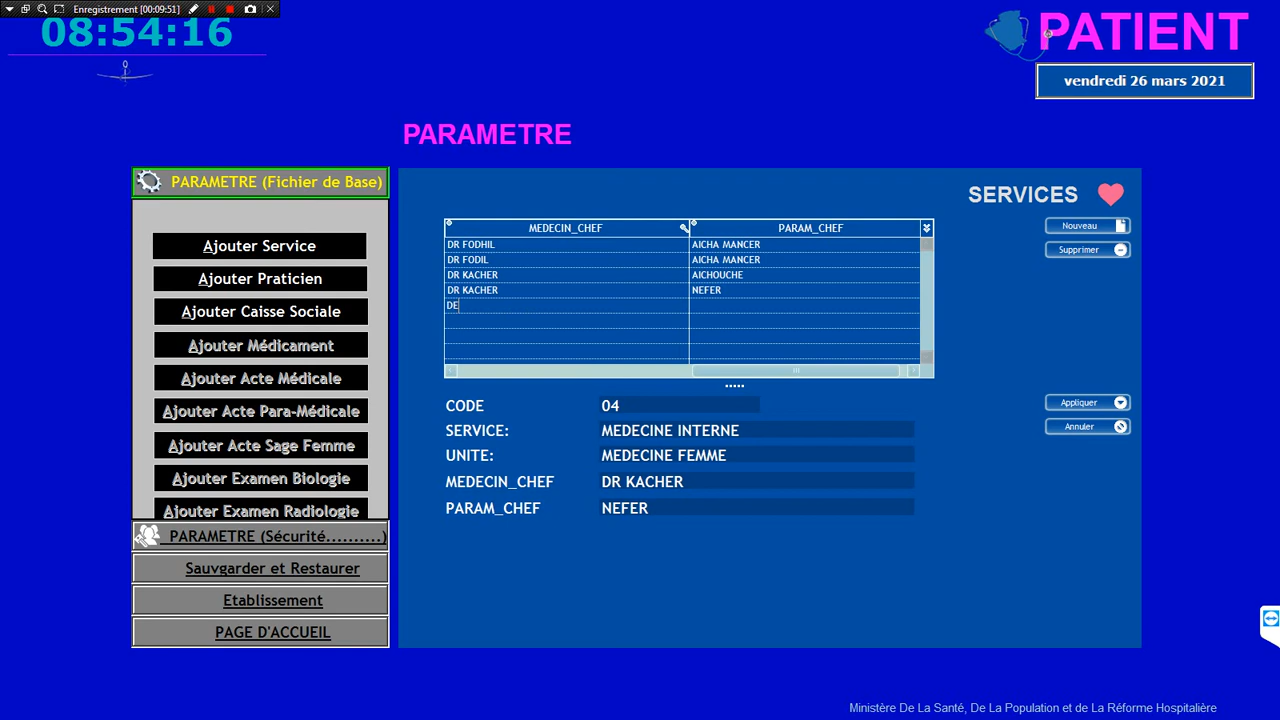 Enregistrement [00:09:51]
08:54:16
PATIENT
vendredi 26 mars 2021
PARAMETRE
PARAMETRE (Fichier de Base)
Ajouter Service
Ajouter Praticien
Ajouter Caisse Sociale
Ajouter Médicament
Ajouter Acte Médicale
Ajouter Acte Para-Médicale
Ajouter Acte Sage Femme
Ajouter Examen Biologie
Ajouter Examen Radiologie
PARAMETRE (Sécurité..........)
Sauvgarder et Restaurer
Etablissement
PAGE D'ACCUEIL
SERVICES
MEDECIN_CHEF PARAM_CHEF
DR FODHIL AICHA MANCER
DR FODIL AICHA MANCER
DR KACHER AICHOUCHE
DR KACHER NEFER
DE
Nouveau
Supprimer
CODE 04
SERVICE: MEDECINE INTERNE
UNITE: MEDECINE FEMME
MEDECIN_CHEF DR KACHER
PARAM_CHEF NEFER
Appliquer
Annuler
Ministère De La Santé, De La Population et de La Réforme Hospitalière